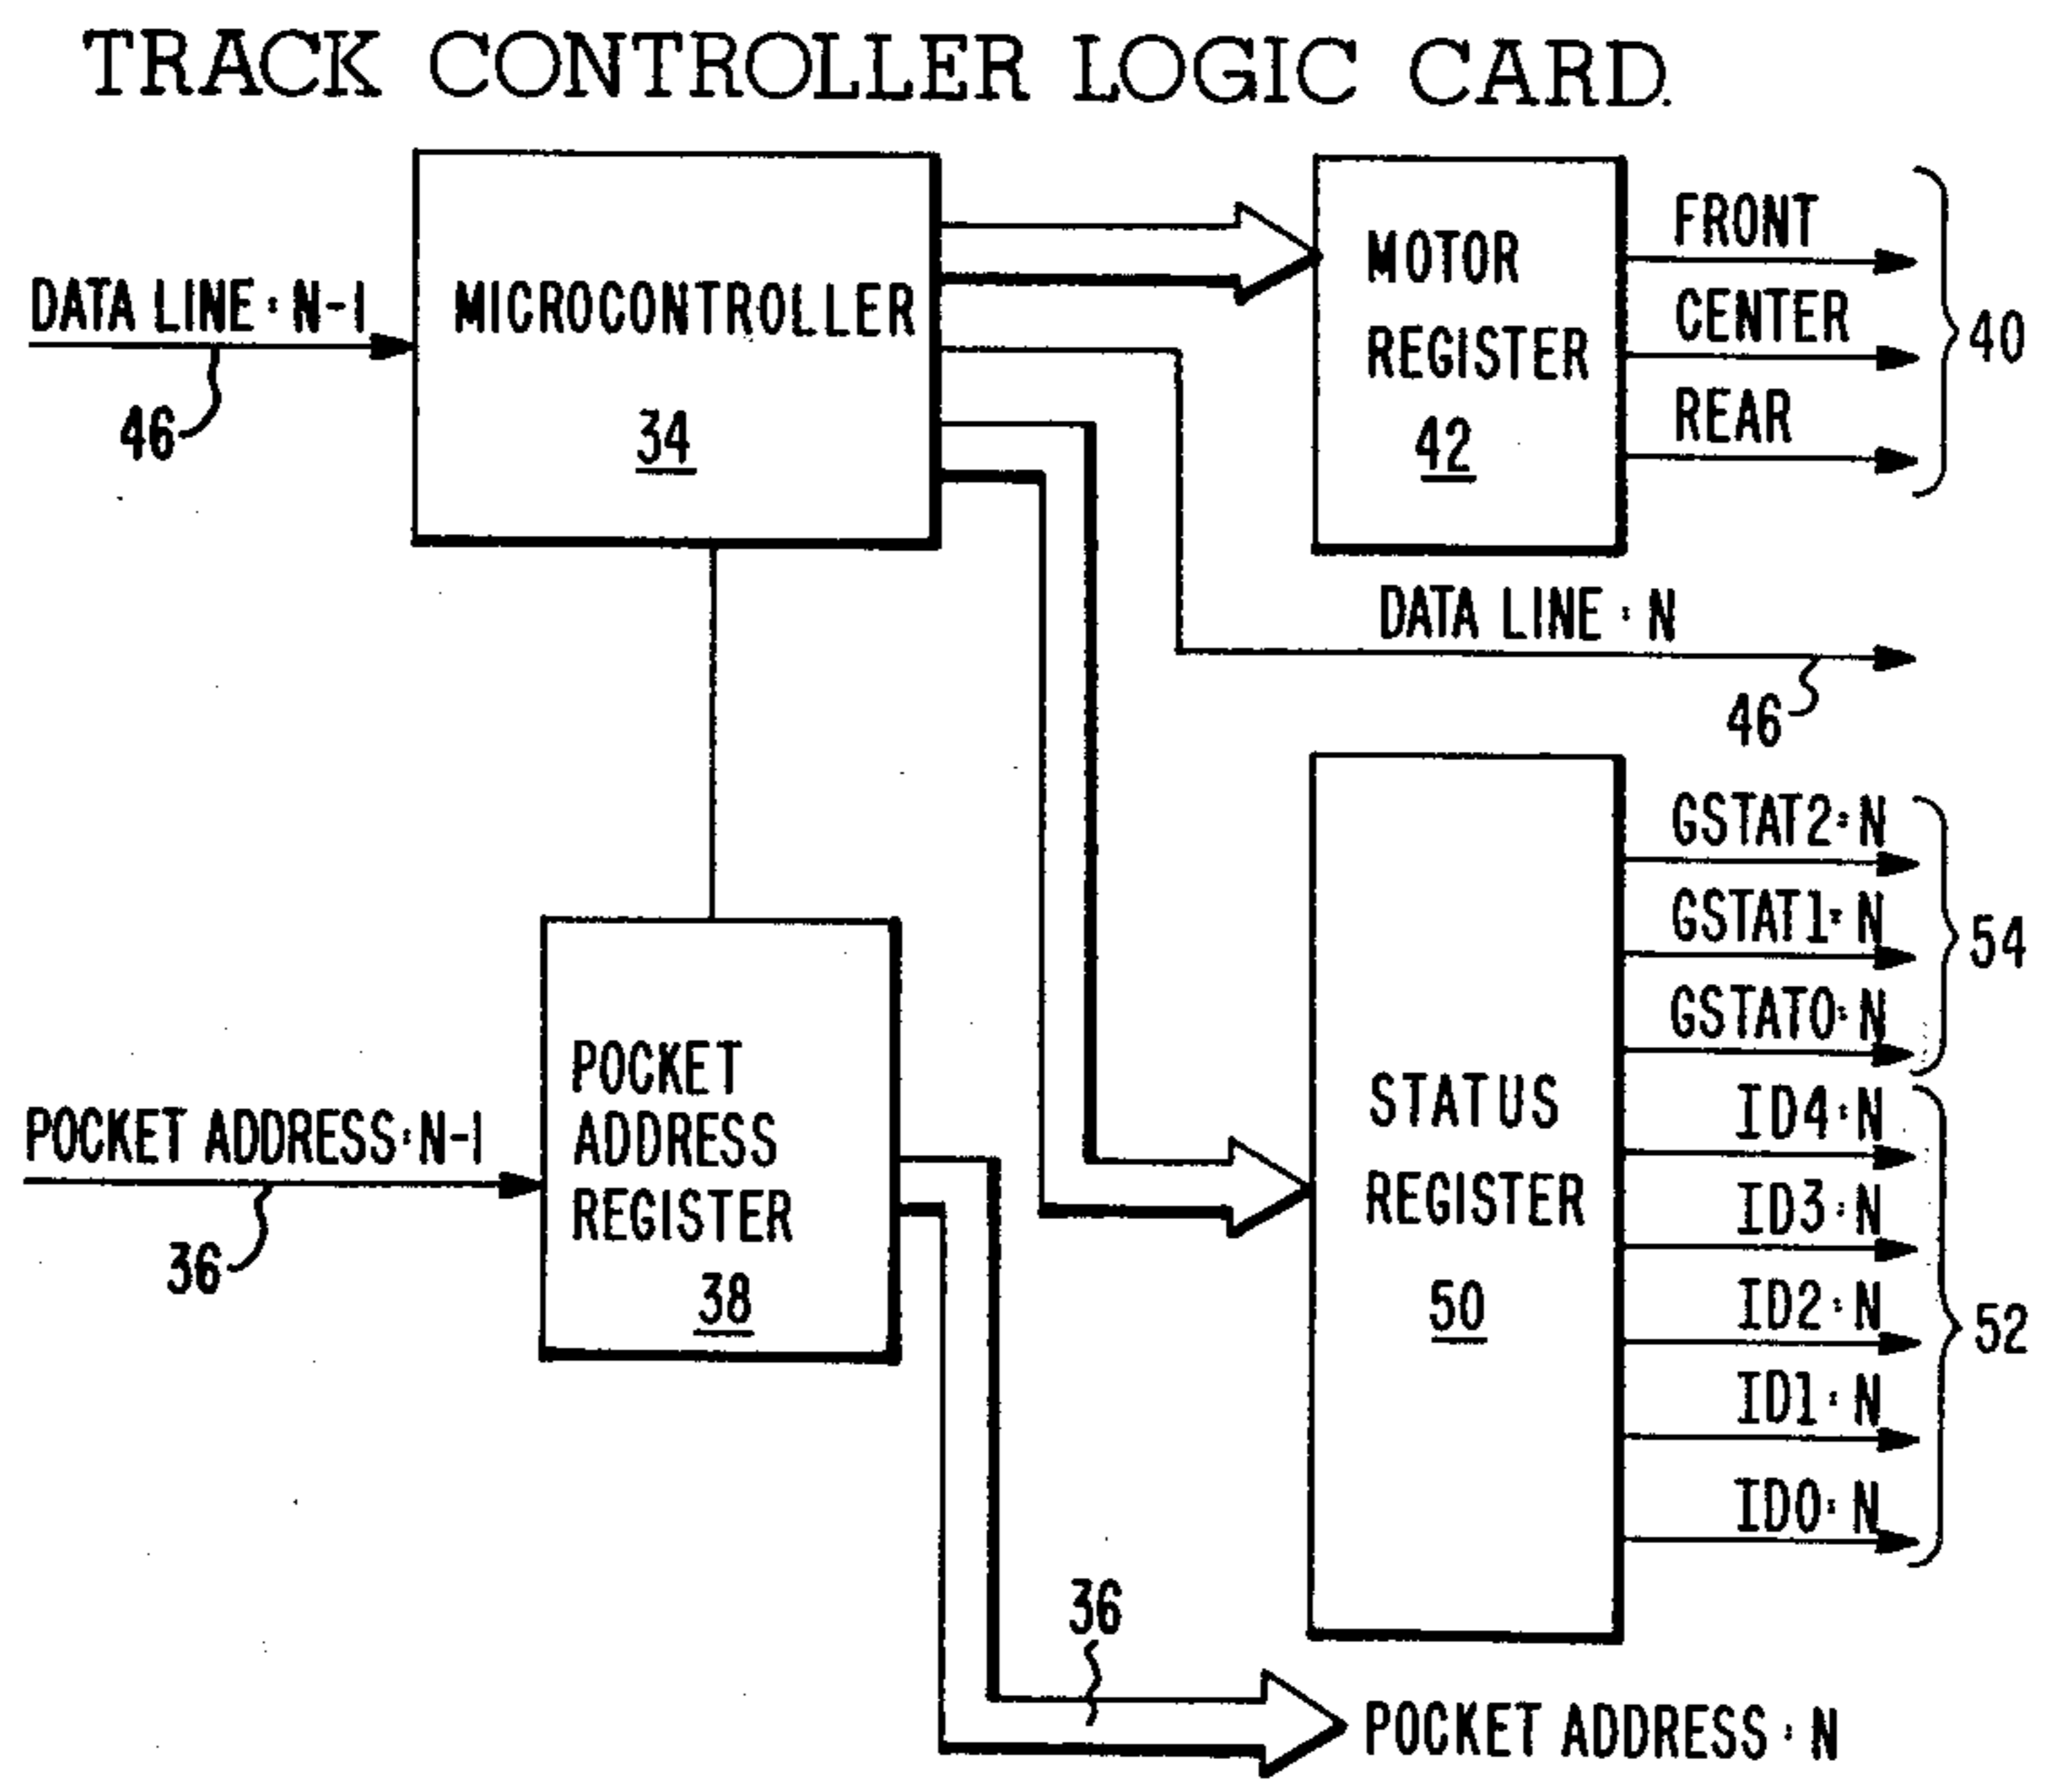 TRACK CONTROLLER LOGIC CARD.
DATA LINE: N-1
46
MICROCONTROLLER
34
MOTOR
REGISTER
42
FRONT
CENTER
REAR
40
DATA LINE: N
46
POCKET ADDRESS: N-1
36
POCKET
ADDRESS
REGISTER
38
STATUS
REGISTER
50
GSTAT2: N
GSTAT1: N
GSTAT0: N
54
ID4: N
ID3: N
ID2: N
ID1: N
ID0: N
52
36
POCKET ADDRESS: N